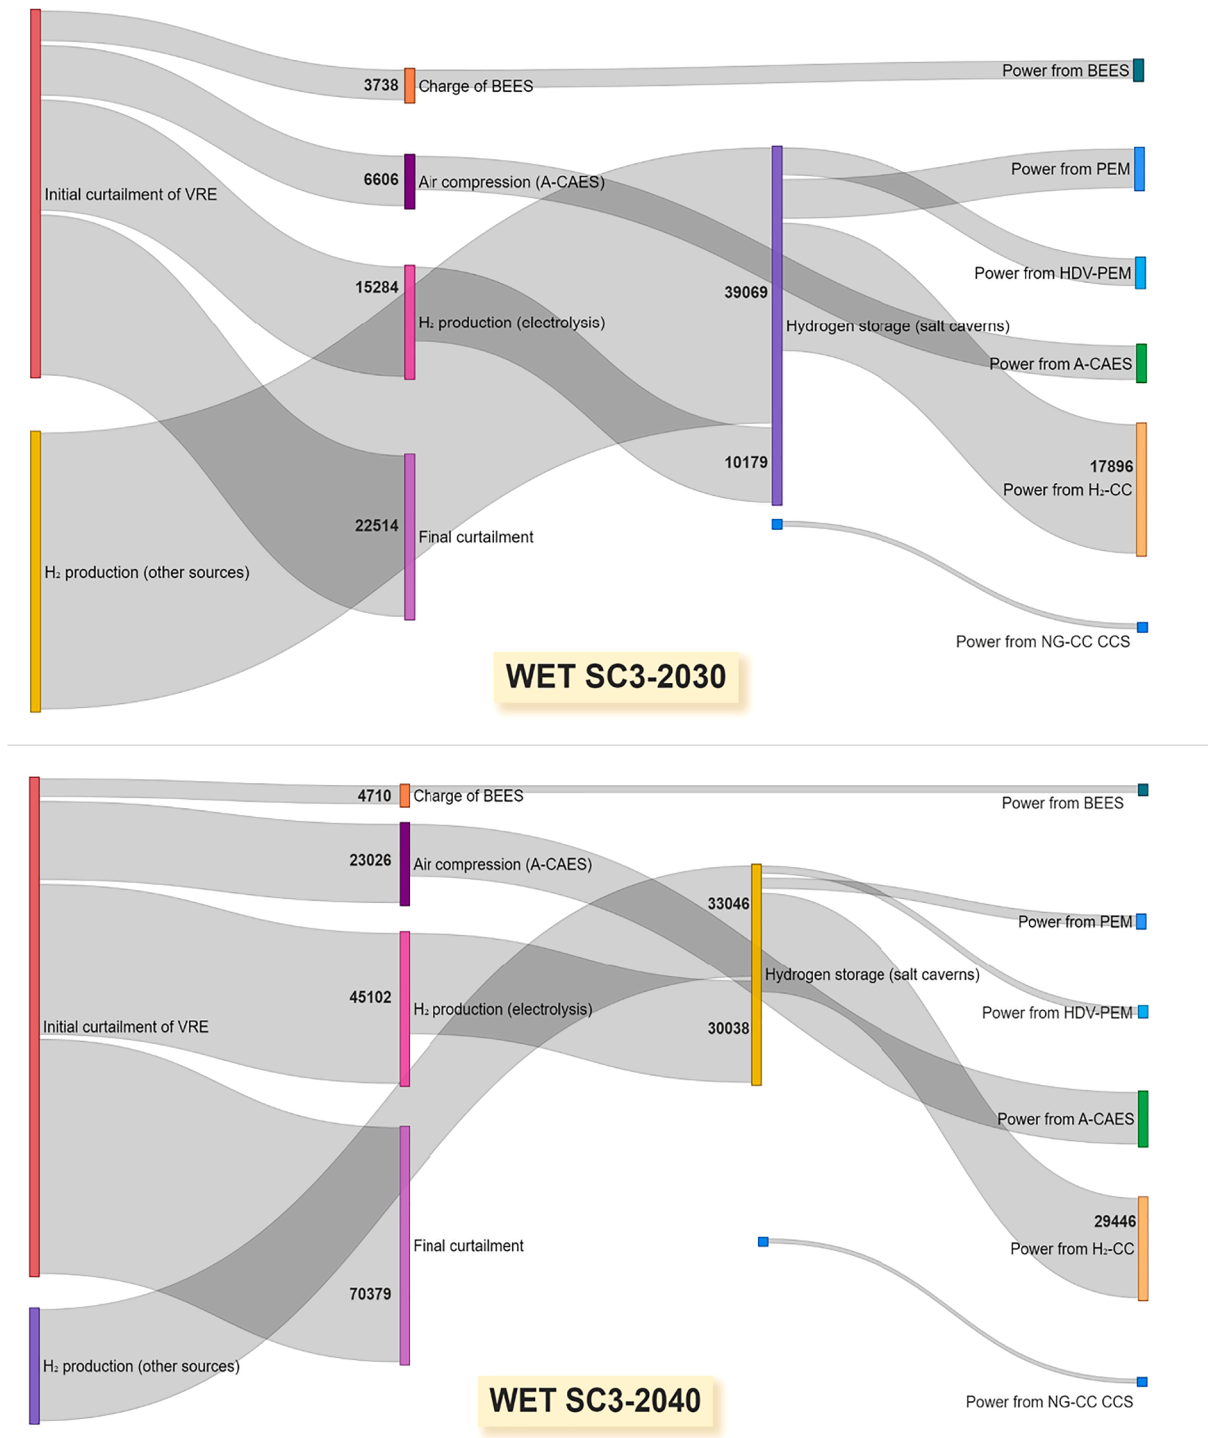 Power from BEES
3738
Charge of BEES
Power from PEM
6606
Air compression (A-CAES)
Initial curtailment of VRE
Power from HDV-PEM
15284
39069
H₂ production (electrolysis)
Hydrogen storage (salt caverns)
Power from A-CAES
10179
17896
Power from H₂-CC
22514
Final curtailment
H₂ production (other sources)
Power from NG-CC CCS
WET SC3-2030
4710
Charge of BEES
Power from BEES
23026
Air compression (A-CAES)
33046
Power from PEM
Hydrogen storage (salt caverns)
45102
H₂ production (electrolysis)
Power from HDV-PEM
Initial curtailment of VRE
30038
Power from A-CAES
29446
Final curtailment
Power from H₂-CC
70379
H₂ production (other sources)
WET SC3-2040
Power from NG-CC CCS